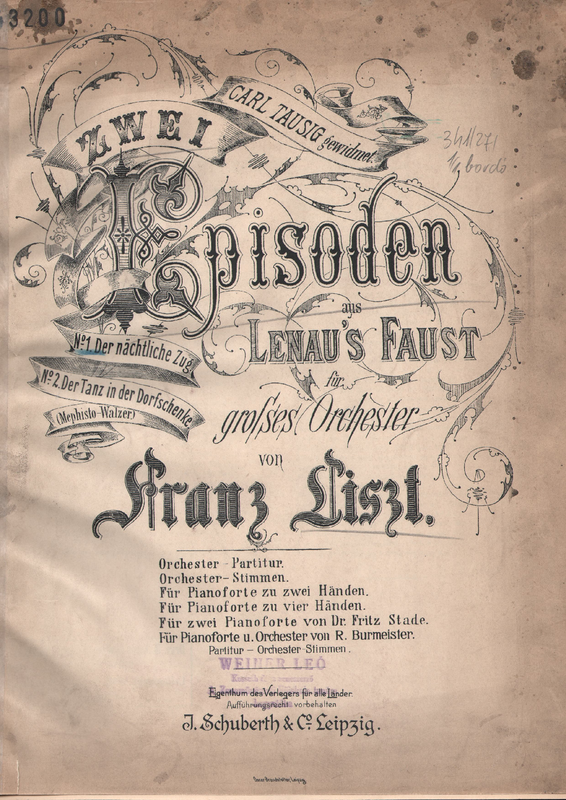 3200
CARL TAUSIG gewidmet.
ZWEI
Episoden
aus
LENAU'S FAUST
für
großes Orchester
No. 1. Der nächtliche Zug.
No. 2. Der Tanz in der Dorfschenke
(Mephisto-Walzer)
von
Franz Liszt.
Orchester-Partitur.
Orchester-Stimmen.
Für Pianoforte zu zwei Händen.
Für Pianoforte zu vier Händen.
Für zwei Pianoforte von Dr. Fritz Stade.
Für Pianoforte u. Orchester von R. Burmeister.
Partitur – Orchester-Stimmen.
WEINER LEÓ
Eigenthum des Verlegers für alle Länder.
Aufführungsrecht vorbehalten
J. Schuberth & Co. Leipzig.